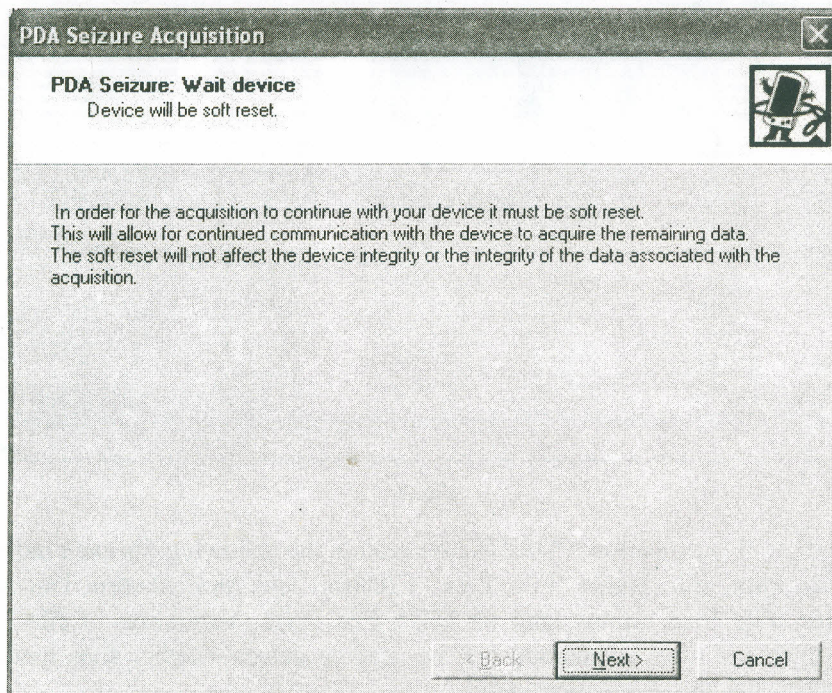 PDA Seizure Acquisition
PDA Seizure: Wait device
Device will be soft reset.
In order for the acquisition to continue with your device it must be soft reset.
This will allow for continued communication with the device to acquire the remaining data.
The soft reset will not affect the device integrity or the integrity of the data associated with the
acquisition.
< Back
Next >
Cancel